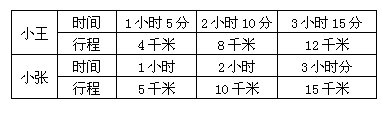 小王 时间 1小时5分 2小时10分 3小时15分
行程 4千米 8千米 12千米
小张 时间 1小时 2小时 3小时分
行程 5千米 10千米 15千米